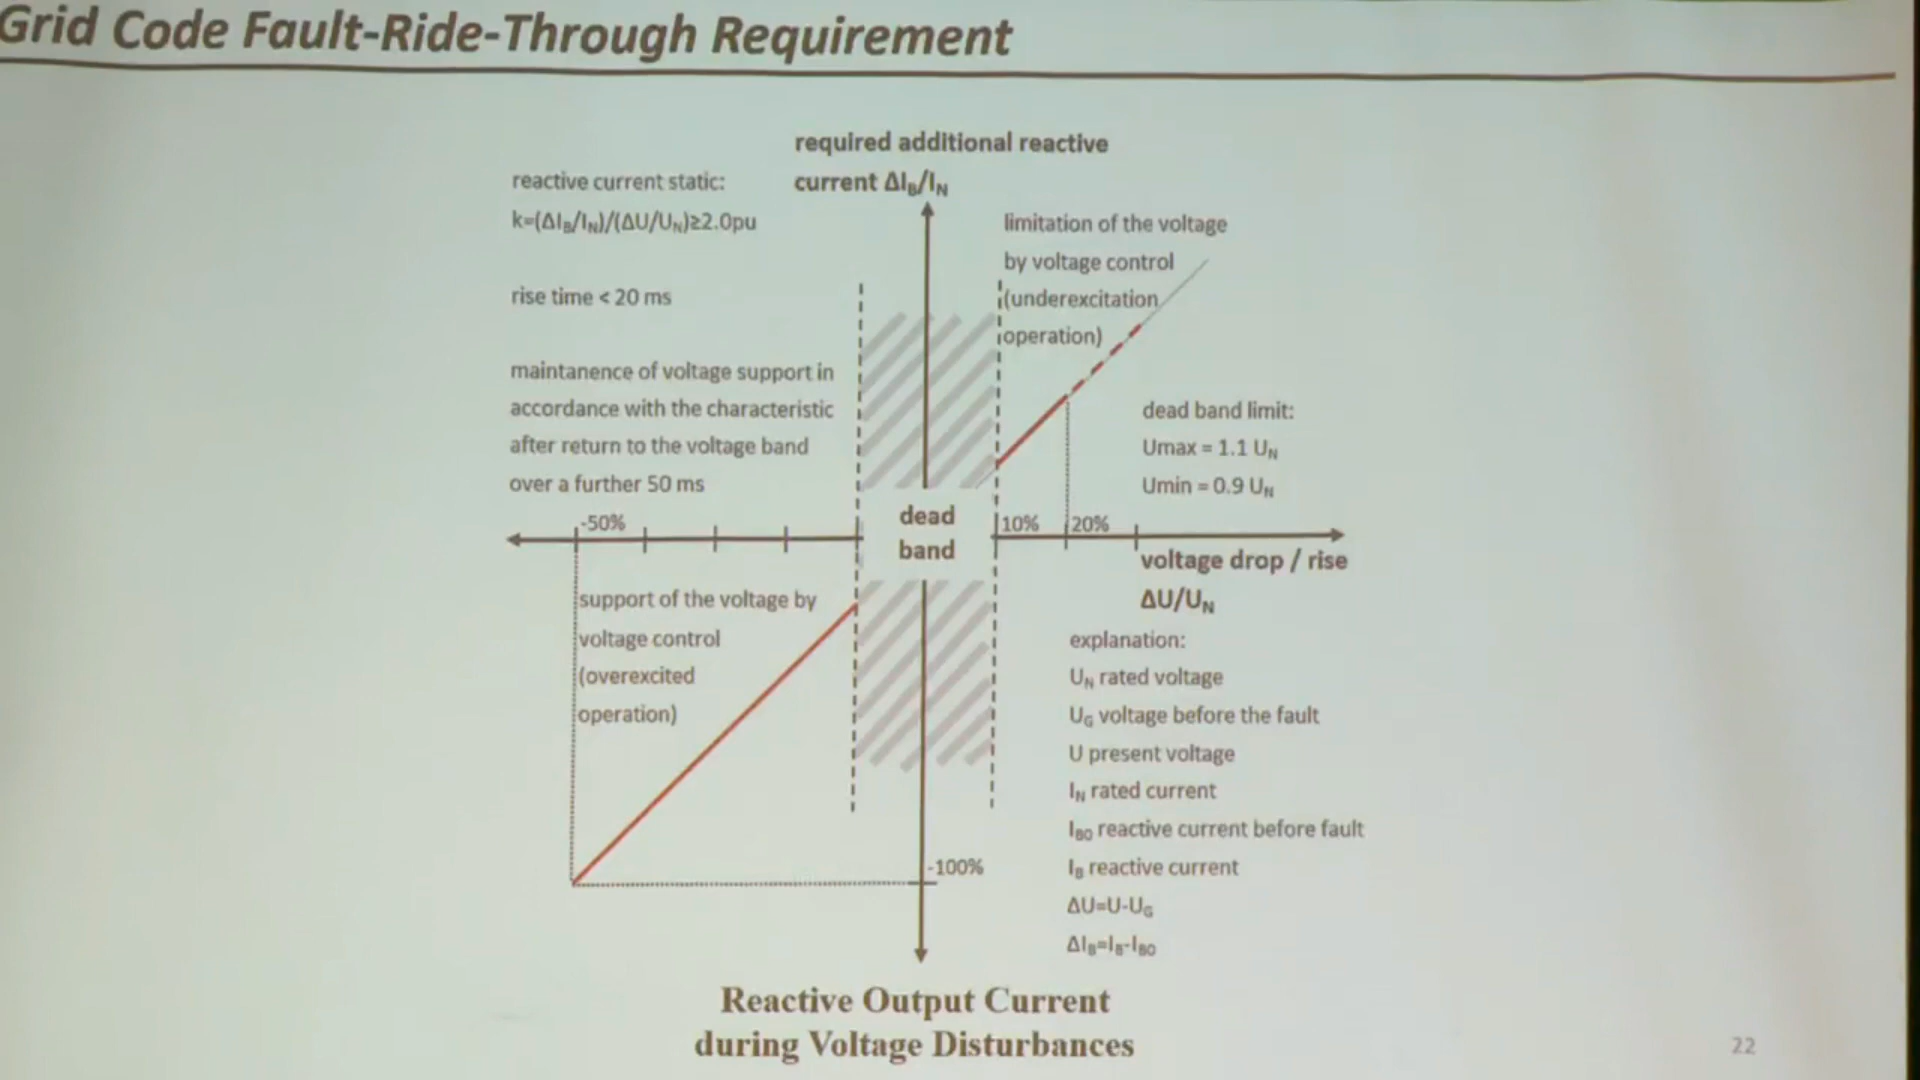 Grid Code Fault-Ride-Through Requirement
required additional reactive
current ΔI_B/I_N
reactive current static:
k=(ΔI_B/I_N)/(ΔU/U_N)≥2.0pu
rise time < 20 ms
maintanence of voltage support in
accordance with the characteristic
after return to the voltage band
over a further 50 ms
limitation of the voltage
by voltage control
(underexcitation
operation)
dead band limit:
Umax = 1.1 U_N
Umin = 0.9 U_N
-50%
dead
band
10%
20%
voltage drop / rise
ΔU/U_N
support of the voltage by
voltage control
(overexcited
operation)
-100%
explanation:
U_N rated voltage
U_G voltage before the fault
U present voltage
I_N rated current
I_B0 reactive current before fault
I_B reactive current
ΔU=U-U_G
ΔI_B=I_B-I_B0
Reactive Output Current
during Voltage Disturbances
22